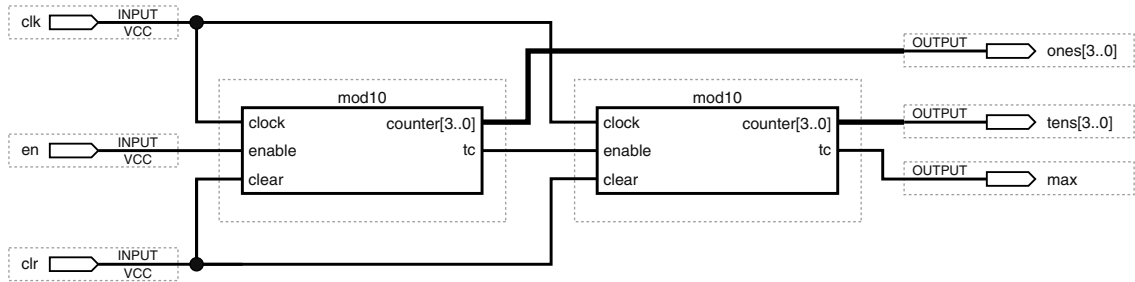 clk INPUT
VCC
OUTPUT ones[3..0]
mod10 mod10
clock counter[3..0] clock counter[3..0] OUTPUT tens[3..0]
en INPUT
VCC
enable tc enable tc
clear clear OUTPUT max
clr INPUT
VCC